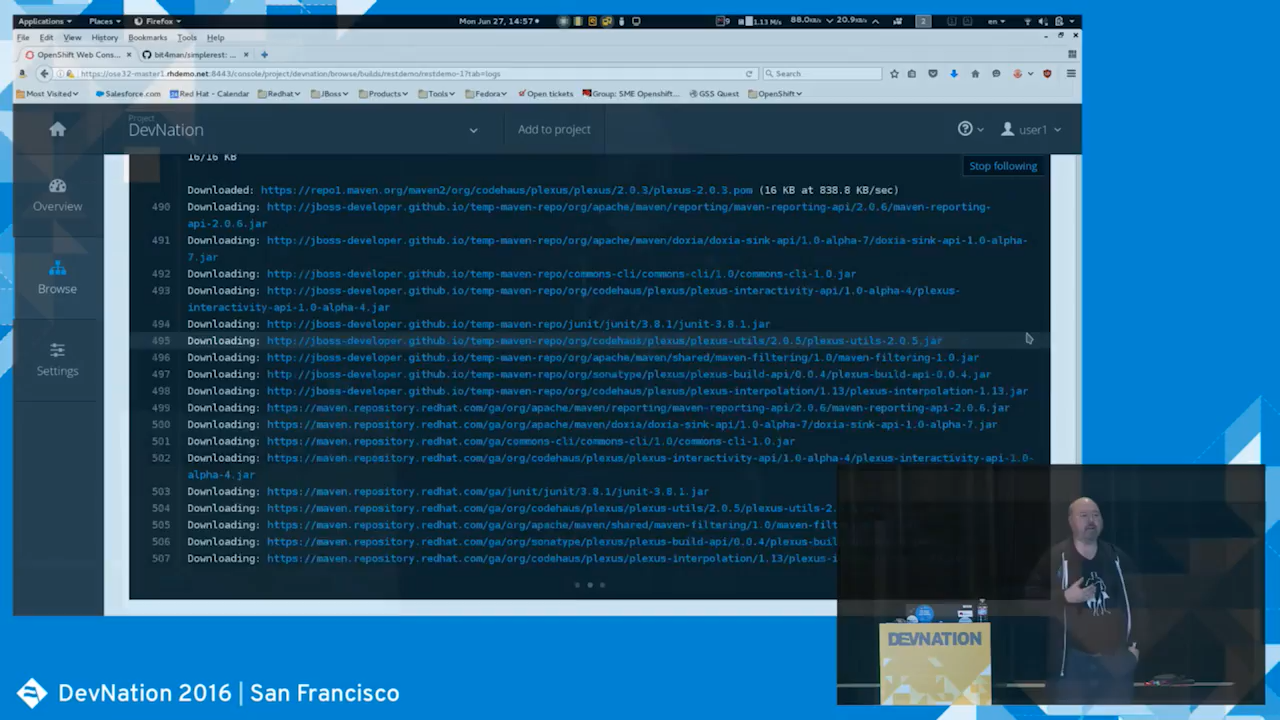 Applications Places Firefox Mon Jun 27, 14:57 9 1.13 M/s 88.0KB/s 20.9KB/s 2 en
File Edit View History Bookmarks Tools Help
OpenShift Web Cons... × bit4man/simplerest: ... ×
https://ose32-master1.rhdemo.net:8443/console/project/devnation/browse/builds/restdemo/restdemo-1?tab=logs Search
Most Visited Salesforce.com Red Hat - Calendar Redhat JBoss Products Tools Fedora Open tickets Group: SME Openshift... GSS Quest OpenShift
Project
DevNation Add to project user1
16/16 KB
Stop following
Downloaded: https://repo1.maven.org/maven2/org/codehaus/plexus/plexus/2.0.3/plexus-2.0.3.pom (16 KB at 838.8 KB/sec)
490 Downloading: http://jboss-developer.github.io/temp-maven-repo/org/apache/maven/reporting/maven-reporting-
api-2.0.6.jar
491 Downloading: http://jboss-developer.github.io/temp-maven-repo/org/apache/maven/doxia/doxia-sink-api/1.0-alpha-7/doxia-sink-api-1.0-alpha-
7.jar
492 Downloading: http://jboss-developer.github.io/temp-maven-repo/commons-cli/commons-cli/1.0/commons-cli-1.0.jar
493 Downloading: http://jboss-developer.github.io/temp-maven-repo/org/codehaus/plexus/plexus-interactivity-api/1.0-alpha-4/plexus-
interactivity-api-1.0-alpha-4.jar
494 Downloading: http://jboss-developer.github.io/temp-maven-repo/junit/junit/3.8.1/junit-3.8.1.jar
495 Downloading: http://jboss-developer.github.io/temp-maven-repo/org/codehaus/plexus/plexus-utils/2.0.5/plexus-utils-2.0.5.jar
496 Downloading: http://jboss-developer.github.io/temp-maven-repo/org/apache/maven/shared/maven-filtering/1.0/maven-filtering-1.0.jar
497 Downloading: http://jboss-developer.github.io/temp-maven-repo/org/sonatype/plexus/plexus-build-api/0.0.4/plexus-build-api-0.0.4.jar
498 Downloading: http://jboss-developer.github.io/temp-maven-repo/org/codehaus/plexus/plexus-interpolation/1.13/plexus-interpolation-1.13.jar
499 Downloading: https://maven.repository.redhat.com/ga/org/apache/maven/reporting/maven-reporting-api/2.0.6/maven-reporting-api-2.0.6.jar
500 Downloading: https://maven.repository.redhat.com/ga/org/apache/maven/doxia/doxia-sink-api/1.0-alpha-7/doxia-sink-api-1.0-alpha-7.jar
501 Downloading: https://maven.repository.redhat.com/ga/commons-cli/commons-cli/1.0/commons-cli-1.0.jar
502 Downloading: https://maven.repository.redhat.com/ga/org/codehaus/plexus/plexus-interactivity-api/1.0-alpha-4/plexus-interactivity-api-1.0-
alpha-4.jar
503 Downloading: https://maven.repository.redhat.com/ga/junit/junit/3.8.1/junit-3.8.1.jar
504 Downloading: https://maven.repository.redhat.com/ga/org/codehaus/plexus/plexus-utils/2.0.5/plexus-utils-2.
505 Downloading: https://maven.repository.redhat.com/ga/org/apache/maven/shared/maven-filtering/1.0/maven-filt
506 Downloading: https://maven.repository.redhat.com/ga/org/sonatype/plexus/plexus-build-api/0.0.4/plexus-buil
507 Downloading: https://maven.repository.redhat.com/ga/org/codehaus/plexus/plexus-interpolation/1.13/plexus-i
Overview
Browse
Settings
DEVNATION
DevNation 2016 | San Francisco